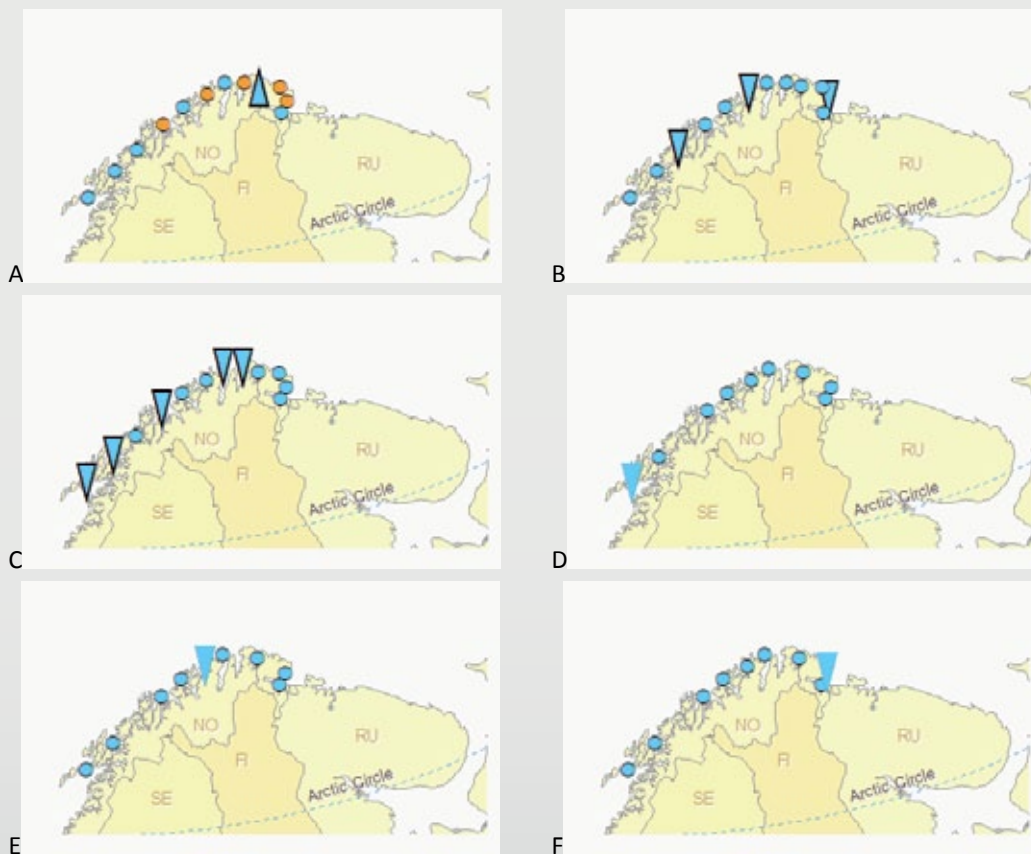 NO
RU
FI
SE
Arctic Circle
A
NO
RU
FI
SE
Arctic Circle
B
NO
RU
FI
SE
Arctic Circle
C
NO
RU
FI
SE
Arctic Circle
D
NO
RU
FI
SE
Arctic Circle
E
NO
RU
FI
SE
Arctic Circle
F